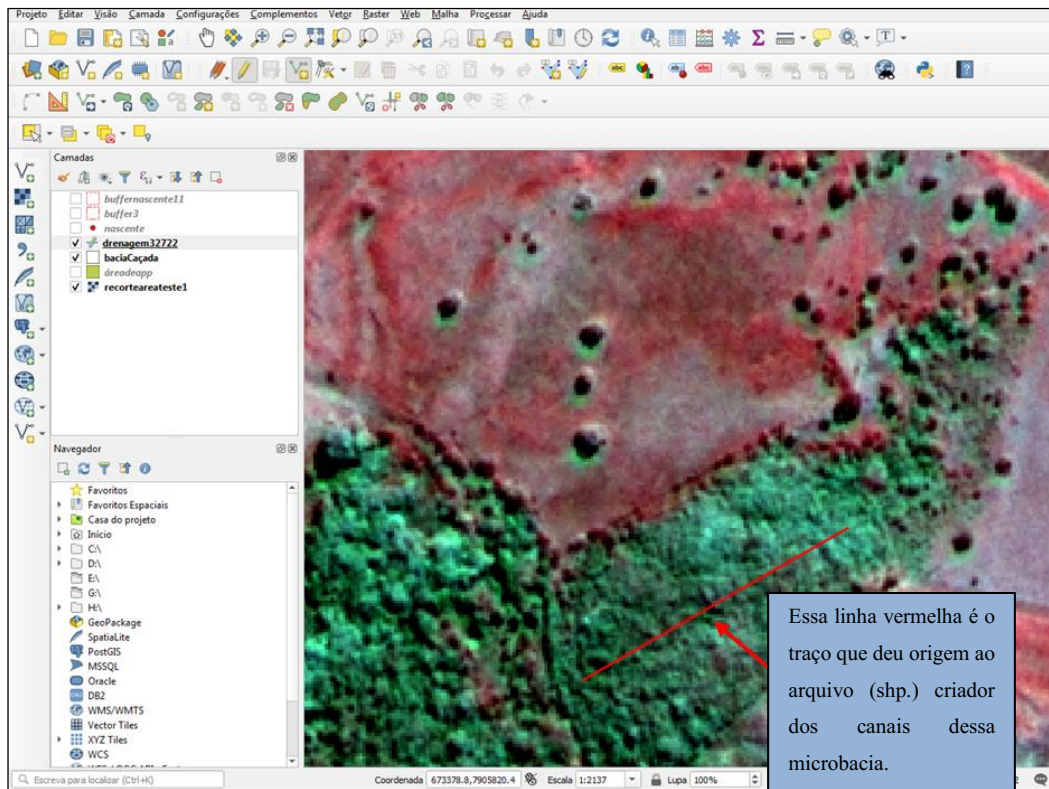 Projeto Editar Visão Camada Configurações Complementos Vetor Raster Web Malha Processar Ajuda
Camadas
buffernascente11
buffer3
nascente
drenagem32722
baciaCaçada
áreadeapp
recorteareateste1
Navegador
Favoritos
Favoritos Espaciais
Casa do projeto
Início
C:\
D:\
E:\
G:\
H:\
GeoPackage
SpatiaLite
PostGIS
MSSQL
Oracle
DB2
WMS/WMTS
Vector Tiles
XYZ Tiles
WCS
Essa linha vermelha é o
traço que deu origem ao
arquivo (shp.) criador
dos canais dessa
microbacia.
Escreva para localizar (Ctrl+K) Coordenada 673378.8,7905820.4 Escala 1:2137 Lupa 100%